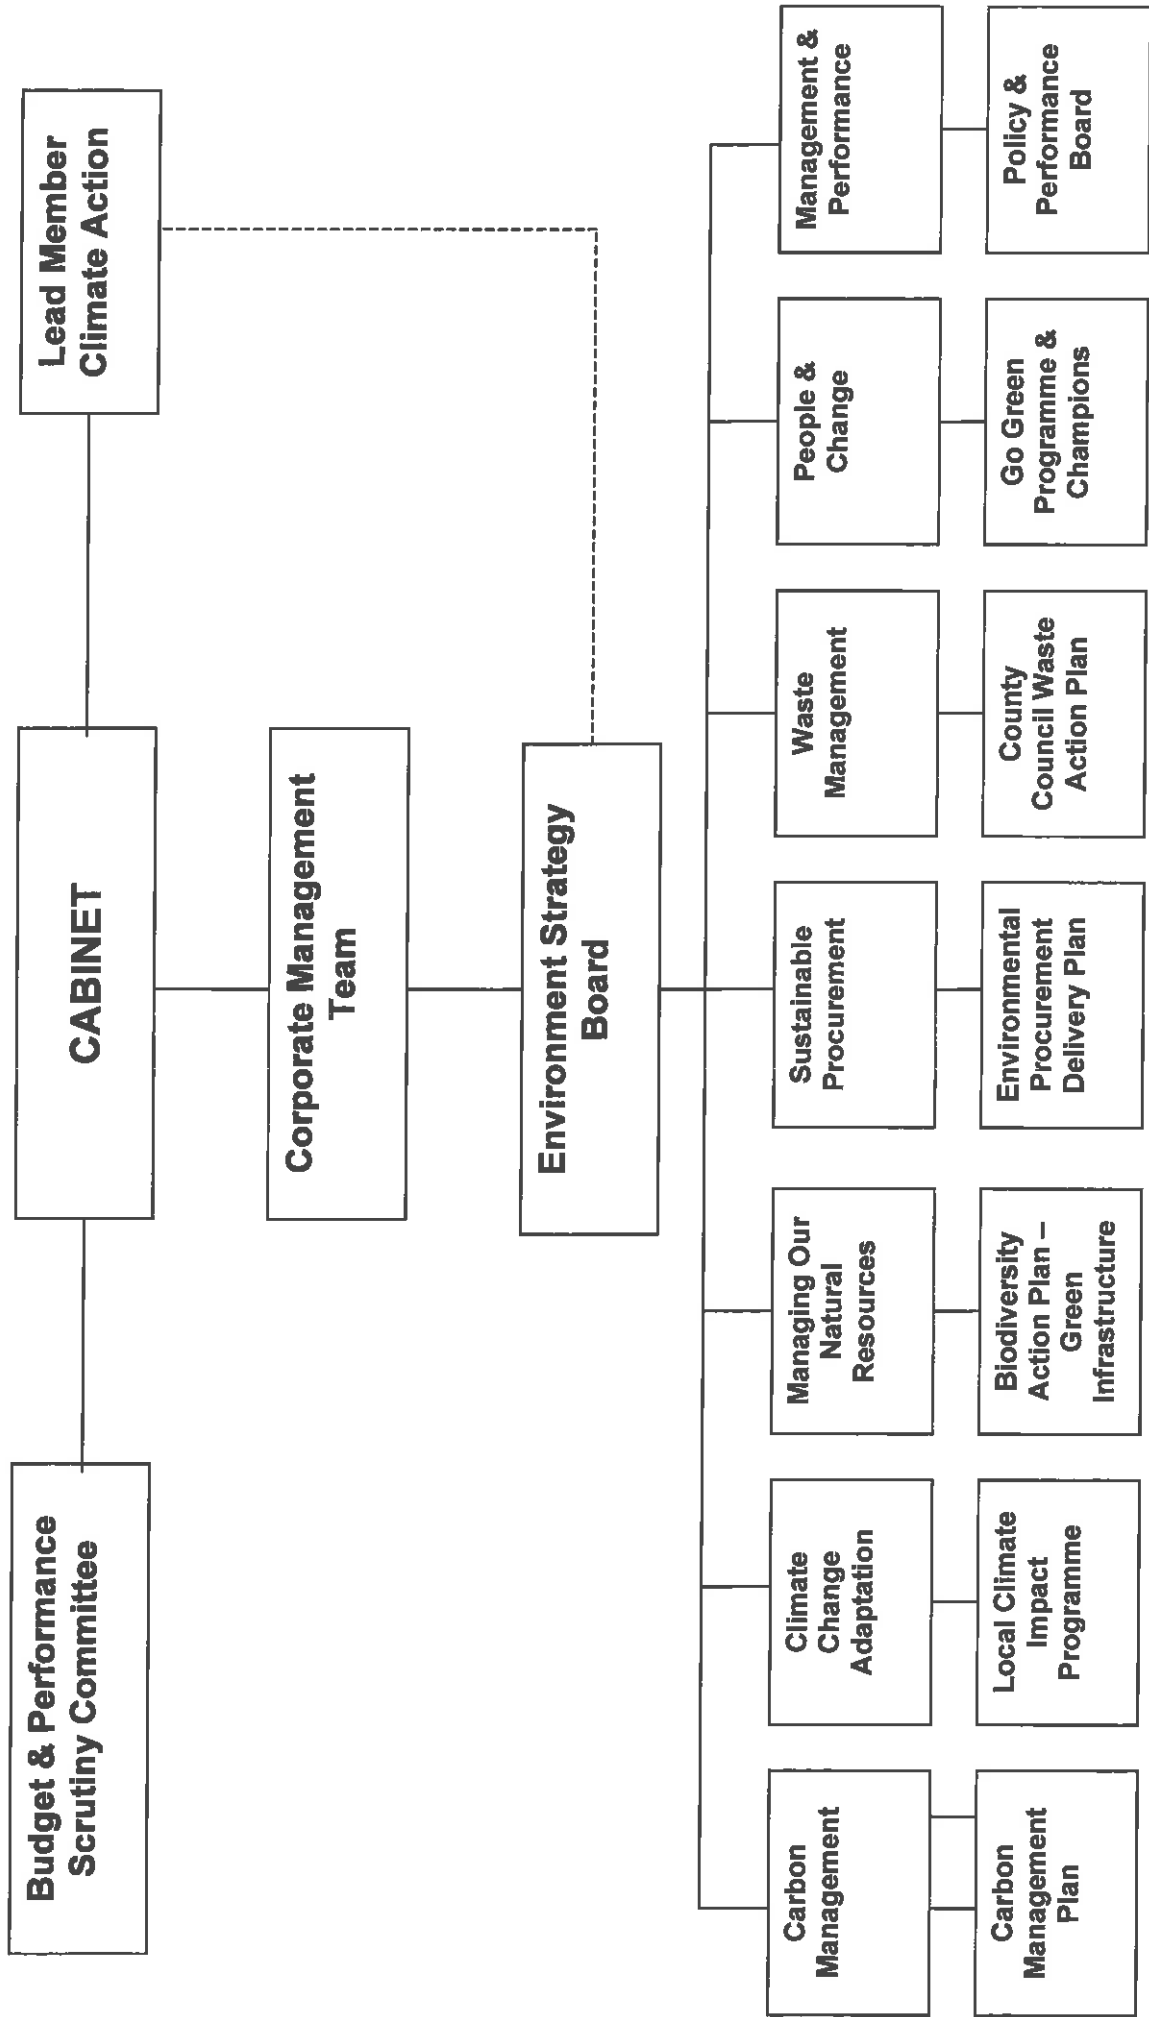 Budget & Performance
Scrutiny Committee
CABINET
Lead Member
Climate Action
Corporate Management
Team
Environment Strategy
Board
Carbon
Management
Climate
Change
Adaptation
Managing Our
Natural
Resources
Sustainable
Procurement
Waste
Management
People &
Change
Management &
Performance
Carbon
Management
Plan
Local Climate
Impact
Programme
Biodiversity
Action Plan –
Green
Infrastructure
Environmental
Procurement
Delivery Plan
County
Council Waste
Action Plan
Go Green
Programme &
Champions
Policy &
Performance
Board